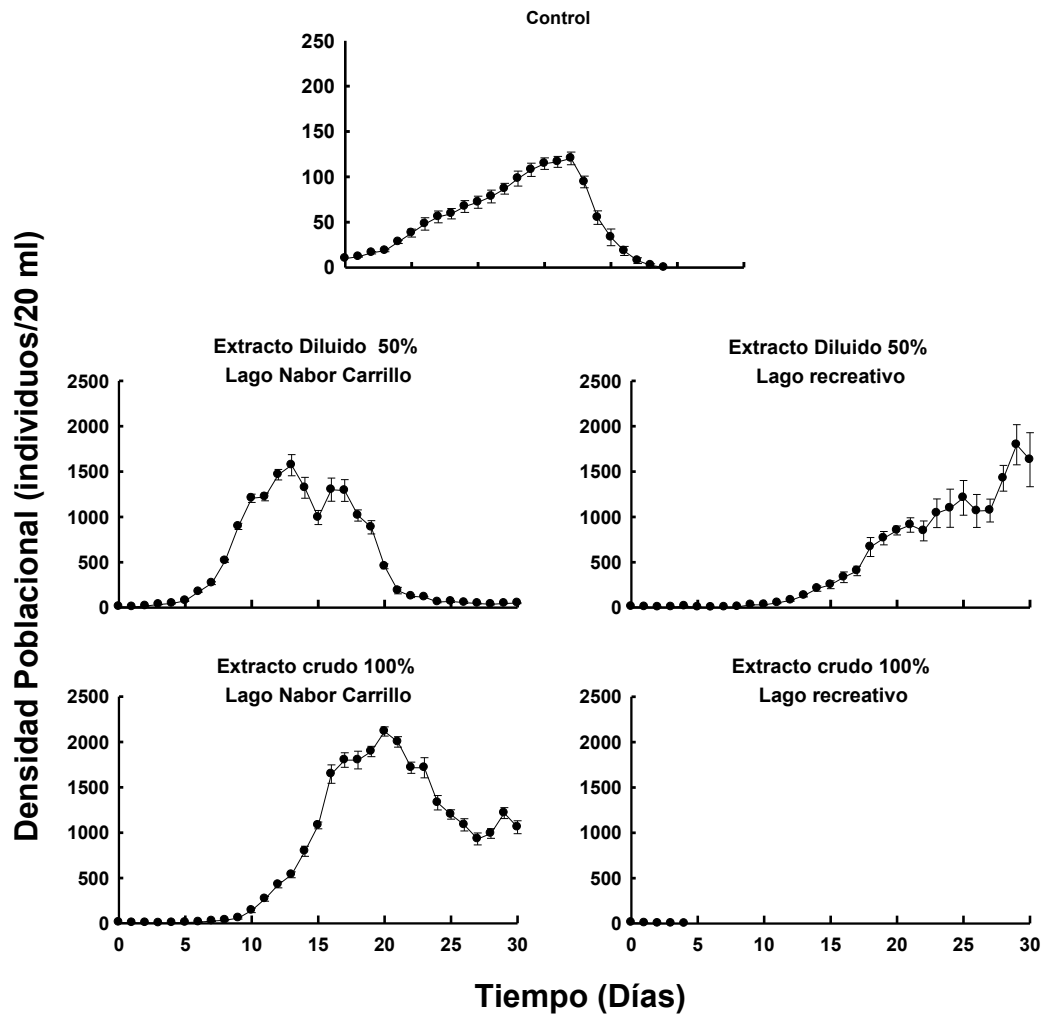 Control
250
200
150
100
50
0
Densidad Poblacional (individuos/20 ml)
Extracto Diluido 50%
Lago Nabor Carrillo
2500
2000
1500
1000
500
0
Extracto Diluido 50%
Lago recreativo
2500
2000
1500
1000
500
0
Extracto crudo 100%
Lago Nabor Carrillo
2500
2000
1500
1000
500
0
0 5 10 15 20 25 30
Extracto crudo 100%
Lago recreativo
2500
2000
1500
1000
500
0
0 5 10 15 20 25 30
Tiempo (Días)